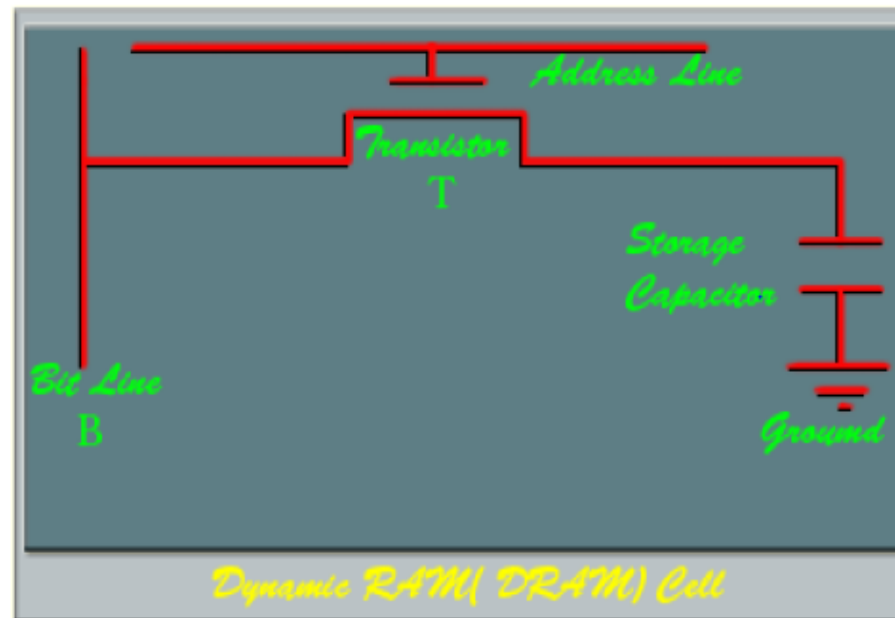 Address Line
Transistor
T
Storage
Capacitor
Bit Line
B
Groumd
Dynamic RAM( DRAM) Cell